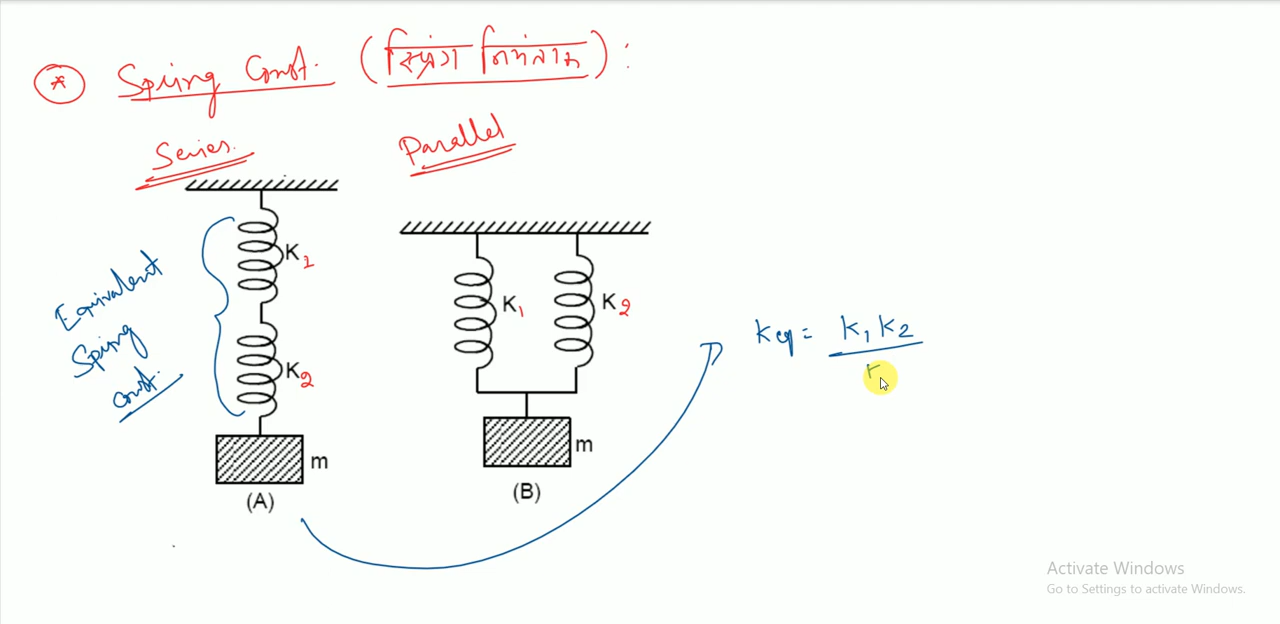 * Spring Const. (स्प्रिंग नियतांक) :
Series.
Parallel
K1
K2
Equivalent
Spring
const.
m
(A)
K1
K2
m
(B)
Keq = K1 K2
Activate Windows
Go to Settings to activate Windows.